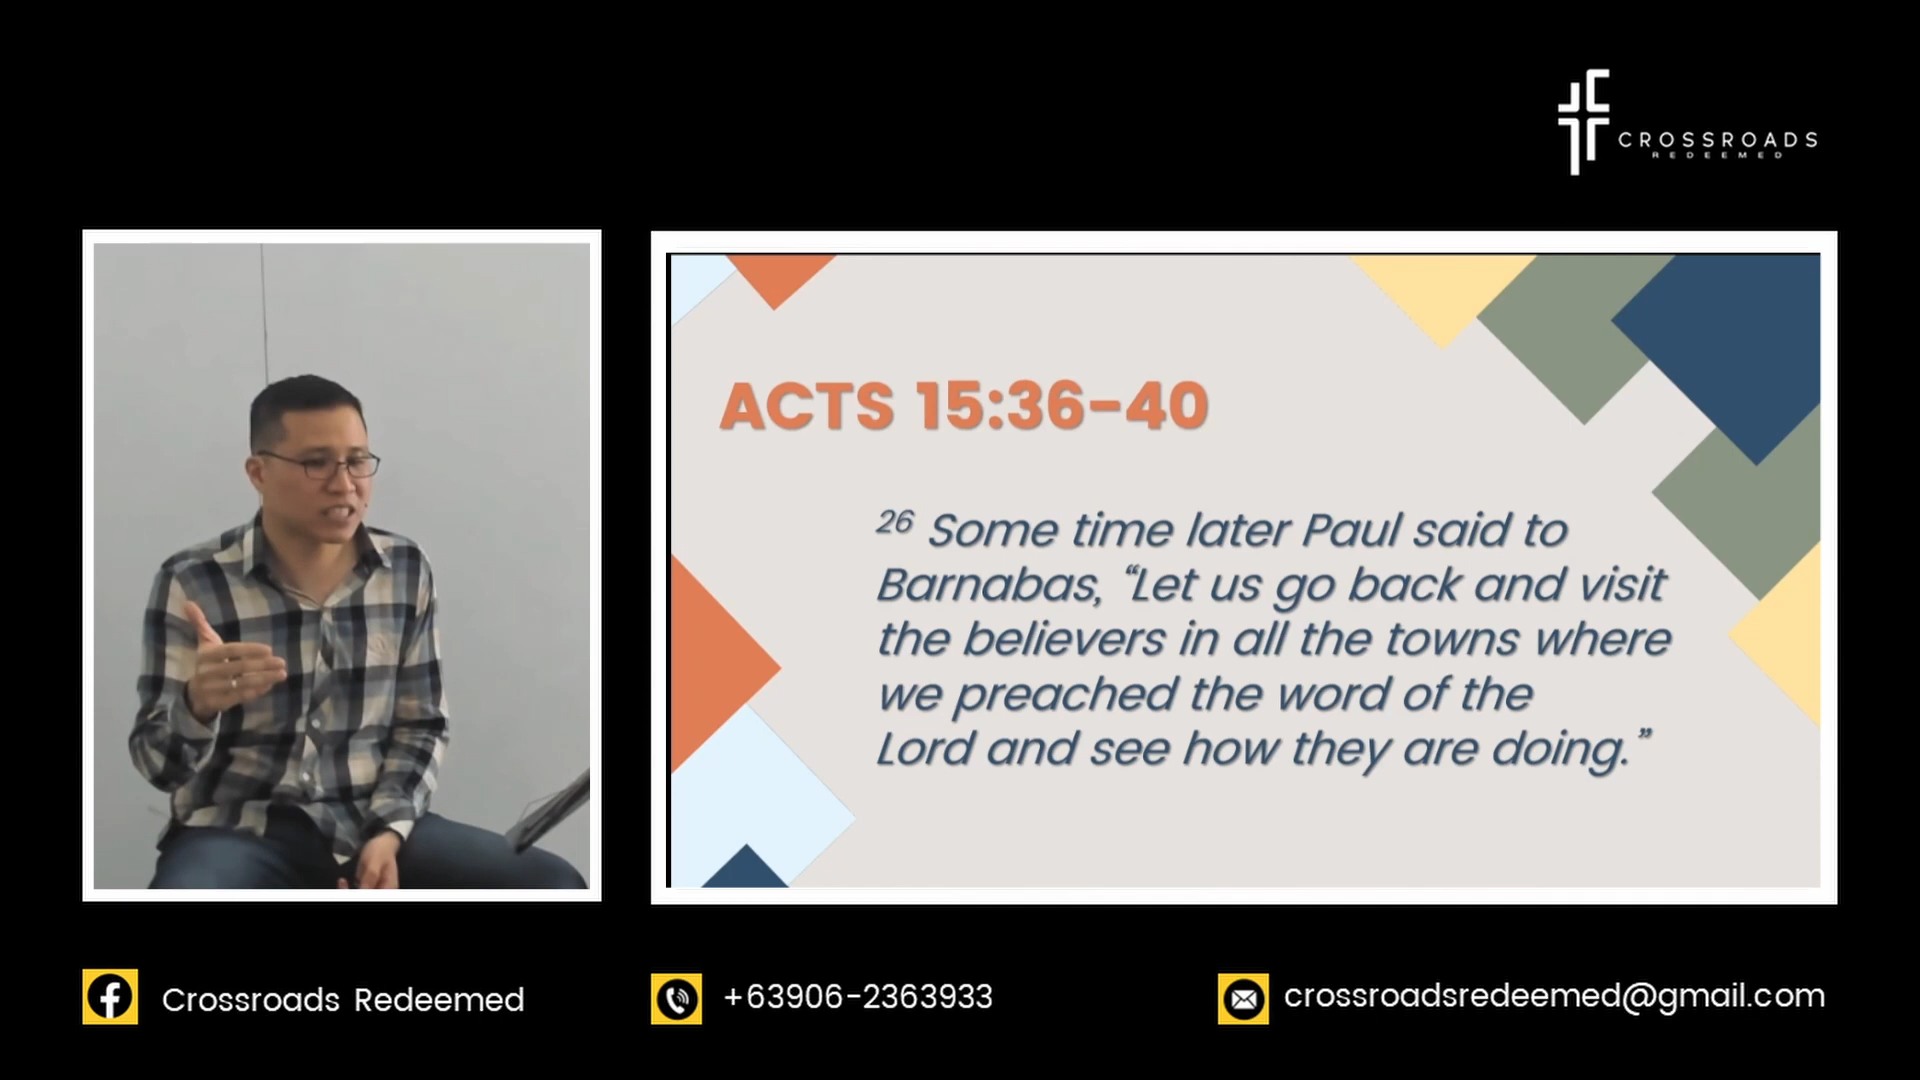 CROSSROADS
REDEEMED
ACTS 15:36-40
26 Some time later Paul said to
Barnabas, “Let us go back and visit
the believers in all the towns where
we preached the word of the
Lord and see how they are doing.”
Crossroads Redeemed
+63906-2363933
crossroadsredeemed@gmail.com